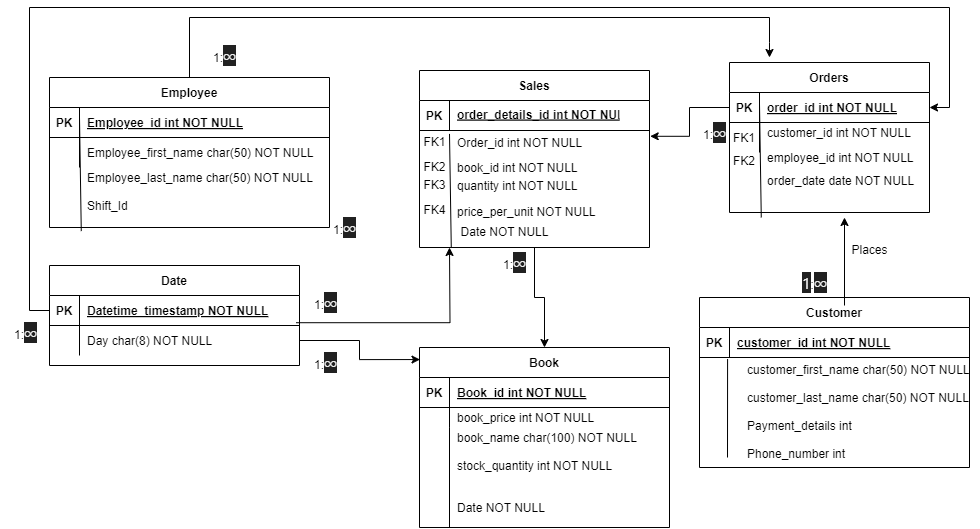 1:∞
Employee
PK Employee_id int NOT NULL
Employee_first_name char(50) NOT NULL
Employee_last_name char(50) NOT NULL
Shift_Id
1:∞
Sales
PK order_details_id int NOT NUl
FK1 Order_id int NOT NULL
FK2 book_id int NOT NULL
FK3 quantity int NOT NULL
FK4 price_per_unit NOT NULL
Date NOT NULL
1:∞
Orders
PK order_id int NOT NULL
FK1 customer_id int NOT NULL
FK2 employee_id int NOT NULL
order_date date NOT NULL
1:∞
Places
1:∞
Date
PK Datetime_timestamp NOT NULL
Day char(8) NOT NULL
1:∞
1:∞
1:∞
Book
PK Book_id int NOT NULL
book_price int NOT NULL
book_name char(100) NOT NULL
stock_quantity int NOT NULL
Date NOT NULL
Customer
PK customer_id int NOT NULL
customer_first_name char(50) NOT NULL
customer_last_name char(50) NOT NULL
Payment_details int
Phone_number int